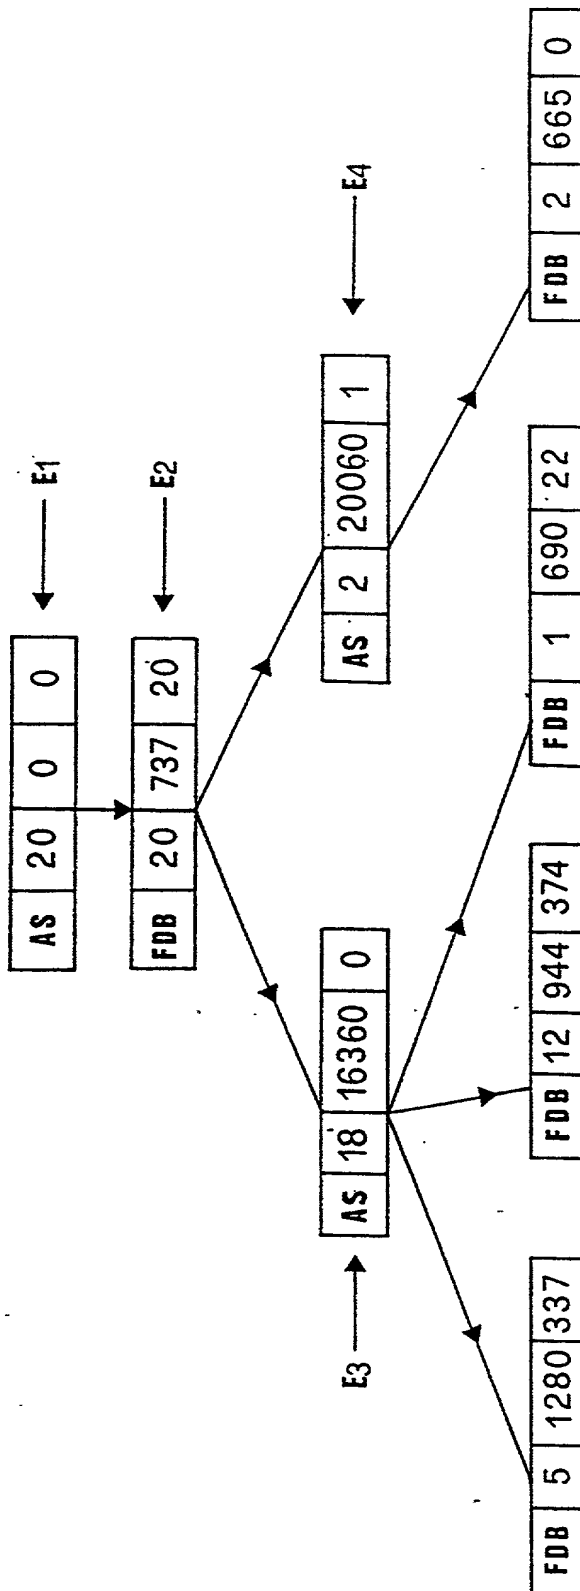 AS 20 0 0 E1
FDB 20 737 20 E2
E3 AS 18 16360 0
AS 2 20060 1 E4
FDB 5 1280 337
FDB 12 944 374
FDB 1 690 22
FDB 2 665 0